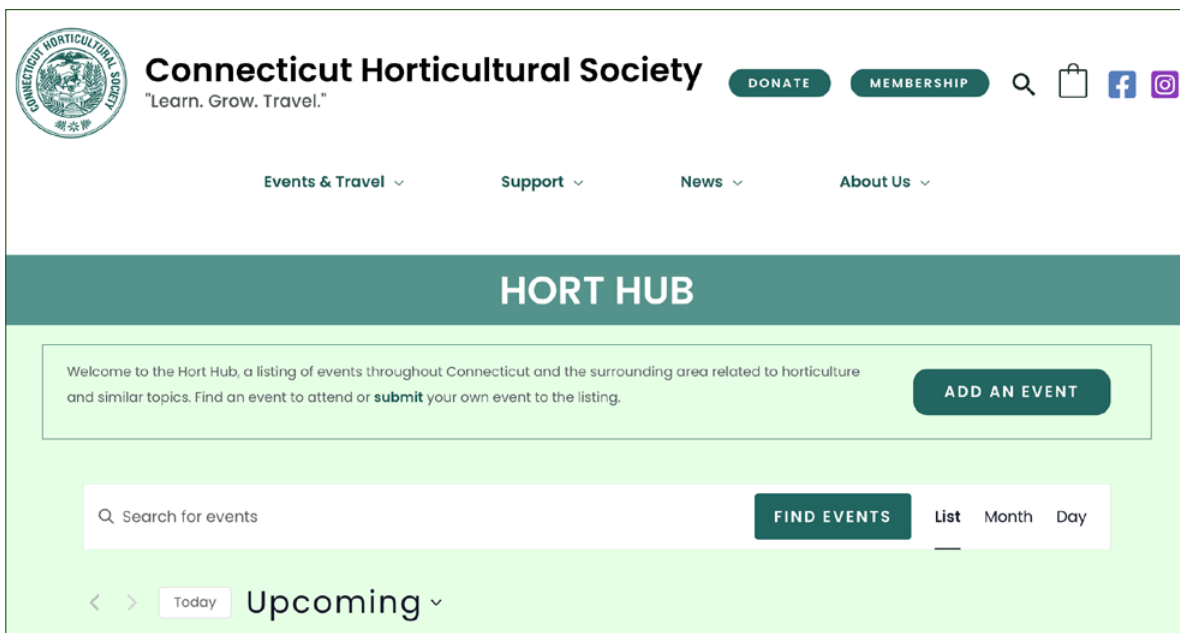 CONNECTICUT HORTICULTURAL SOCIETY
Connecticut Horticultural Society
"Learn. Grow. Travel."
DONATE
MEMBERSHIP
Events & Travel
Support
News
About Us
HORT HUB
Welcome to the Hort Hub, a listing of events throughout Connecticut and the surrounding area related to horticulture
and similar topics. Find an event to attend or submit your own event to the listing.
ADD AN EVENT
Search for events
FIND EVENTS
List
Month
Day
Today
Upcoming